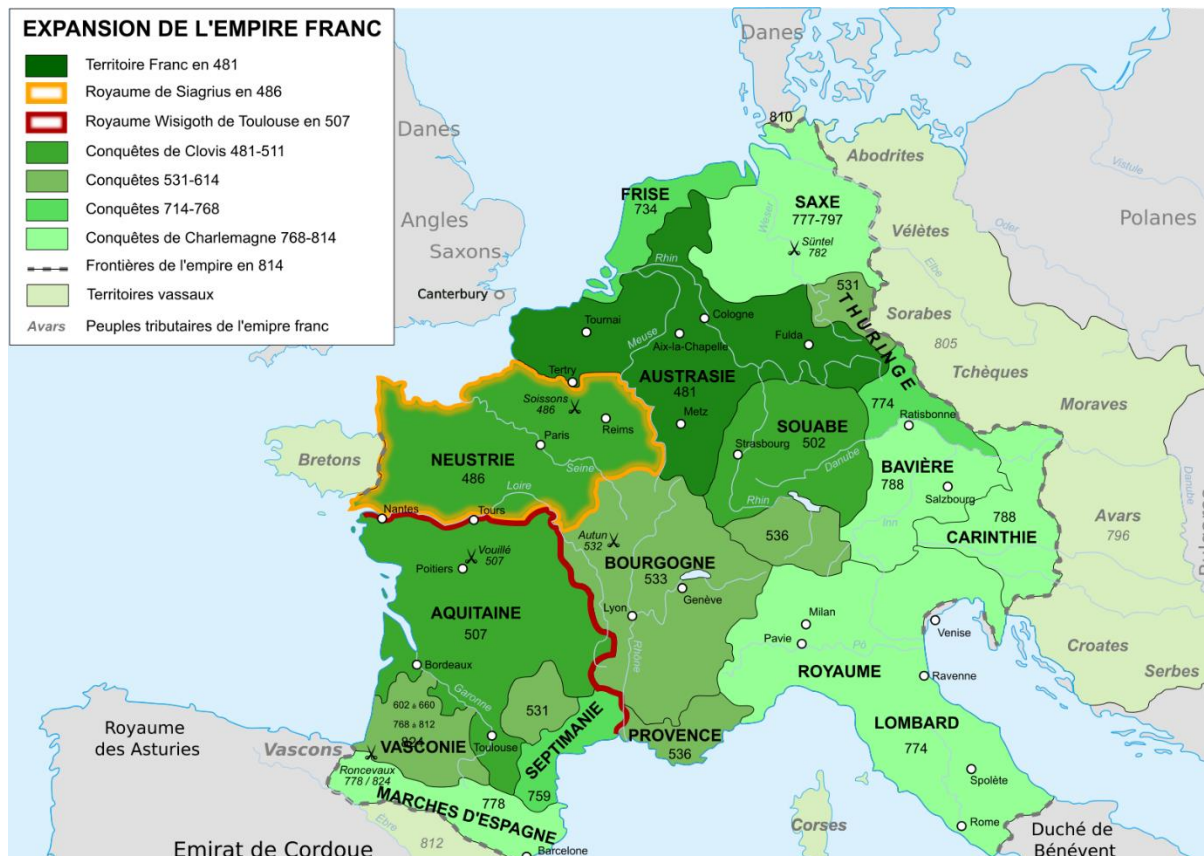 EXPANSION DE L'EMPIRE FRANC
Territoire Franc en 481
Royaume de Siagrius en 486
Royaume Wisigoth de Toulouse en 507
Conquêtes de Clovis 481-511
Conquêtes 531-614
Conquêtes 714-768
Conquêtes de Charlemagne 768-814
Frontières de l'empire en 814
Territoires vassaux
Avars
Peuples tributaires de l'emipre franc
Danes
Danes
810
Abodrites
Vistule
Angles
Saxons
Canterbury
FRISE
734
SAXE
777-797
Weser
Süntel
782
Vélètes
Oder
Elbe
Polanes
Rhin
531
THURINGE
Sorabes
805
Tchèques
Tournai
Meuse
Cologne
Aix-la-Chapelle
Fulda
AUSTRASIE
481
Metz
Tertry
Soissons
486
Reims
Paris
Seine
NEUSTRIE
486
Loire
Bretons
Nantes
Tours
774
Ratisbonne
Moraves
SOUABE
502
Strasbourg
Danube
Rhin
BAVIÈRE
788
Salzbourg
Inn
788
CARINTHIE
Danube
Avars
796
536
Autun
532
BOURGOGNE
533
Genève
Lyon
Rhône
Vouillé
507
Poitiers
AQUITAINE
507
Bordeaux
Garonne
Milan
Pavie
Pô
Venise
ROYAUME
LOMBARD
774
Ravenne
Croates
Serbes
Spolète
Rome
602 à 660
768 à 812
824
VASCONIE
531
Toulouse
SEPTIMANIE
759
PROVENCE
536
Royaume
des Asturies
Vascons
Roncevaux
778 / 824
778
MARCHES D'ESPAGNE
Èbre
812
Barcelone
Emirat de Cordoue
Corses
Duché de
Bénévent